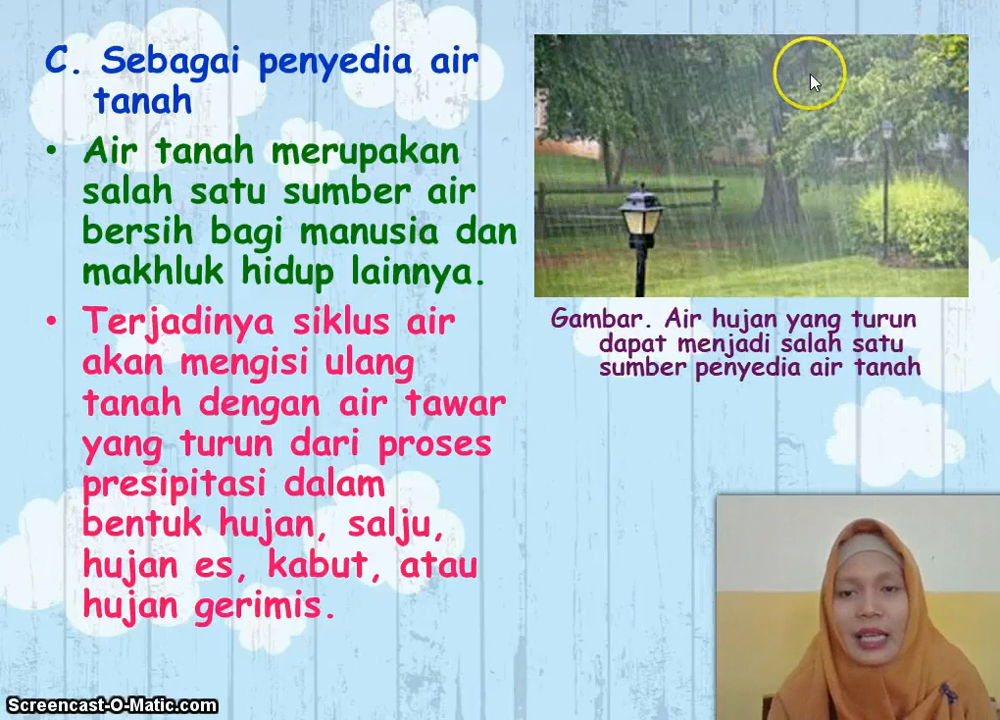 C. Sebagai penyedia air
tanah
• Air tanah merupakan
salah satu sumber air
bersih bagi manusia dan
makhluk hidup lainnya.
• Terjadinya siklus air
akan mengisi ulang
tanah dengan air tawar
yang turun dari proses
presipitasi dalam
bentuk hujan, salju,
hujan es, kabut, atau
hujan gerimis.
Gambar. Air hujan yang turun
dapat menjadi salah satu
sumber penyedia air tanah
Screencast-O-Matic.com